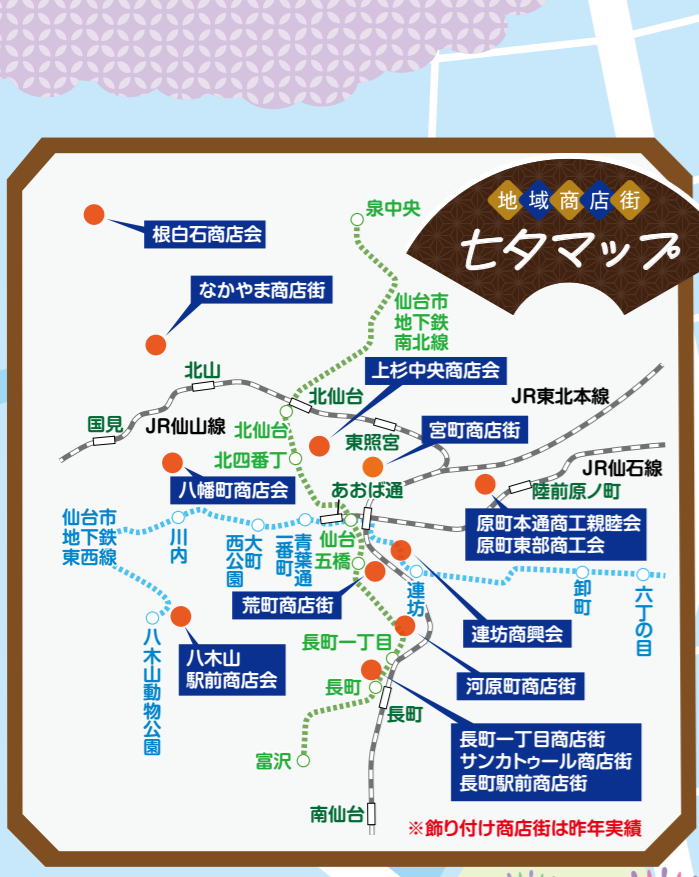 地域商店街
七夕マップ
泉中央
根白石商店会
なかやま商店街
仙台市
地下鉄
南北線
上杉中央商店会
北山
北仙台
JR東北本線
国見
JR仙山線
北仙台
東照宮
宮町商店街
北四番丁
JR仙石線
八幡町商店会
あおば通
陸前原ノ町
仙台市
地下鉄
東西線
川内
大町
西公園
青葉通
一番町
仙台
五橋
原町本通商工親睦会
原町東部商工会
荒町商店街
連坊
卸町
六丁の目
連坊商興会
八木山
駅前商店会
八木山動物公園
長町一丁目
河原町商店街
長町
長町
長町一丁目商店街
サンカトゥール商店街
長町駅前商店街
富沢
南仙台
※飾り付け商店街は昨年実績